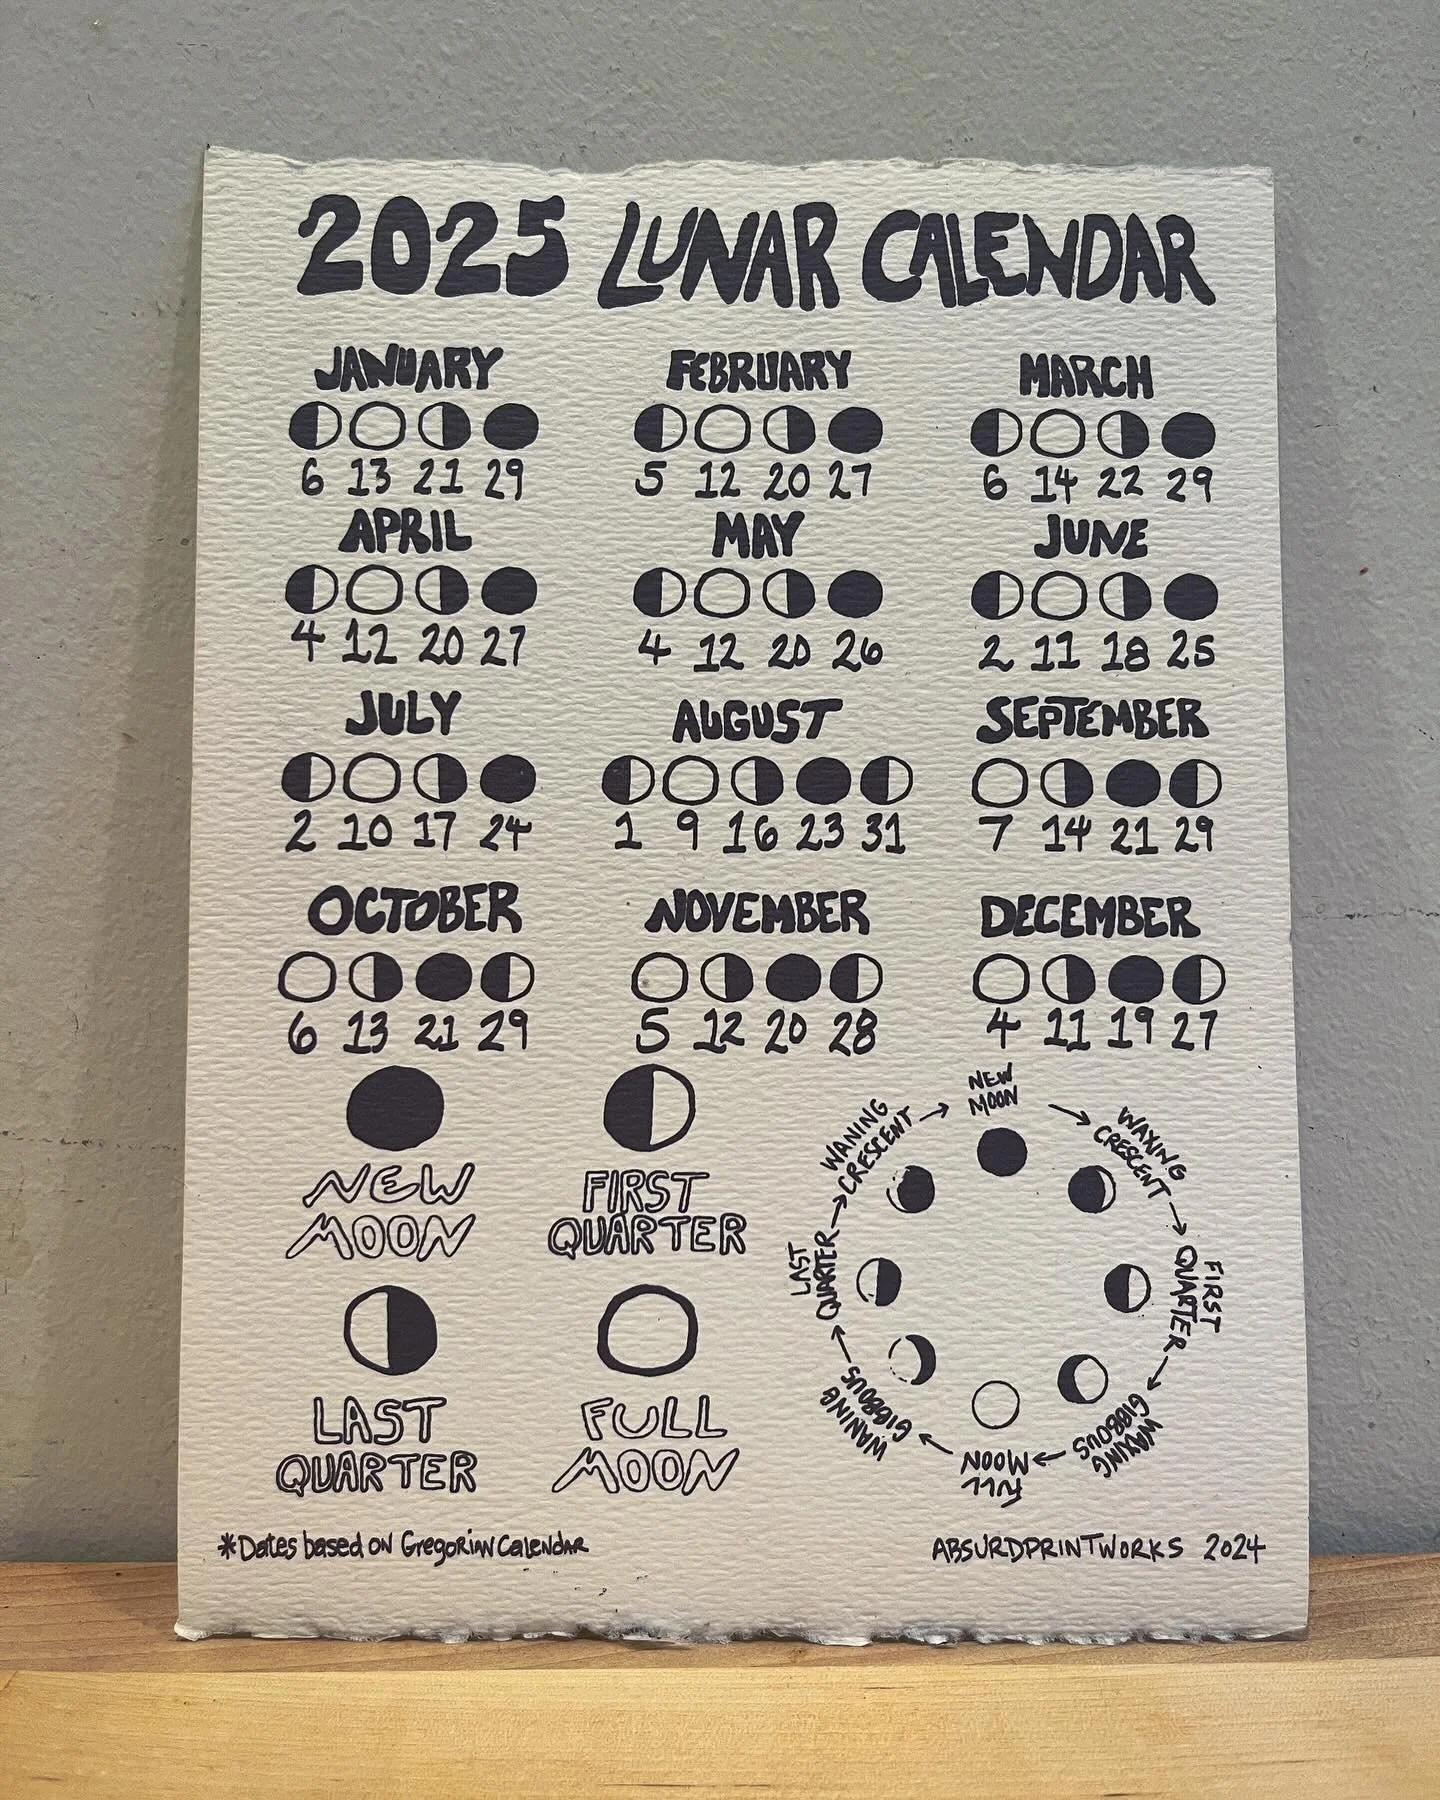 2025 LUNAR CALENDAR
JANUARY
6 13 21 29
FEBRUARY
5 12 20 27
MARCH
6 14 22 29
APRIL
4 12 20 27
MAY
4 12 20 26
JUNE
2 11 18 25
JULY
2 10 17 24
AUGUST
1 9 16 23 31
SEPTEMBER
7 14 21 29
OCTOBER
6 13 21 29
NOVEMBER
5 12 20 28
DECEMBER
4 11 19 27
NEW
MOON
FIRST
QUARTER
LAST
QUARTER
FULL
MOON
NEW
MOON
WAXING
CRESCENT
FIRST
QUARTER
WAXING
GIBBOUS
FULL
MOON
WANING
GIBBOUS
LAST
QUARTER
WANING
CRESCENT
*Dates based on Gregorian Calendar
ABSURDPRINTWORKS 2024